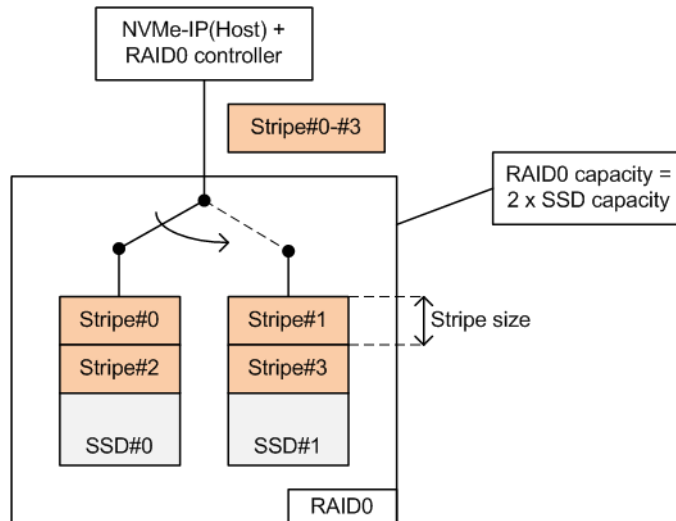 NVMe-IP(Host) +
RAID0 controller
Stripe#0-#3
RAID0 capacity =
2 x SSD capacity
Stripe#0
Stripe#1
Stripe size
Stripe#2
Stripe#3
SSD#0
SSD#1
RAID0